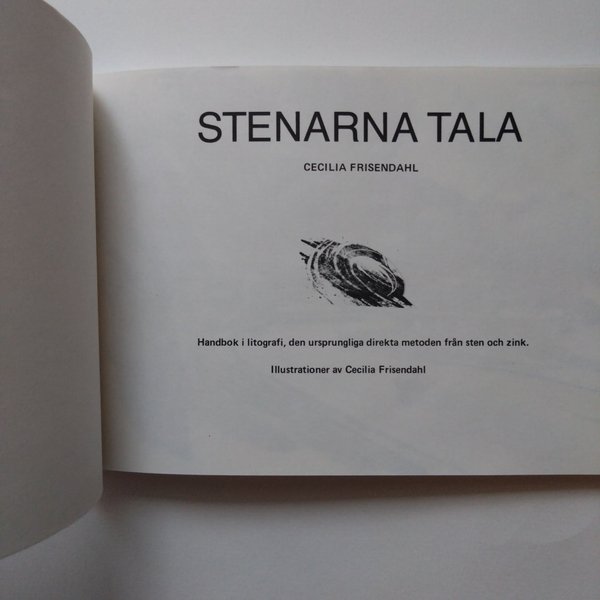 STENARNA TALA
CECILIA FRISENDAHL
Handbok i litografi, den ursprungliga direkta metoden från sten och zink.
Illustrationer av Cecilia Frisendahl